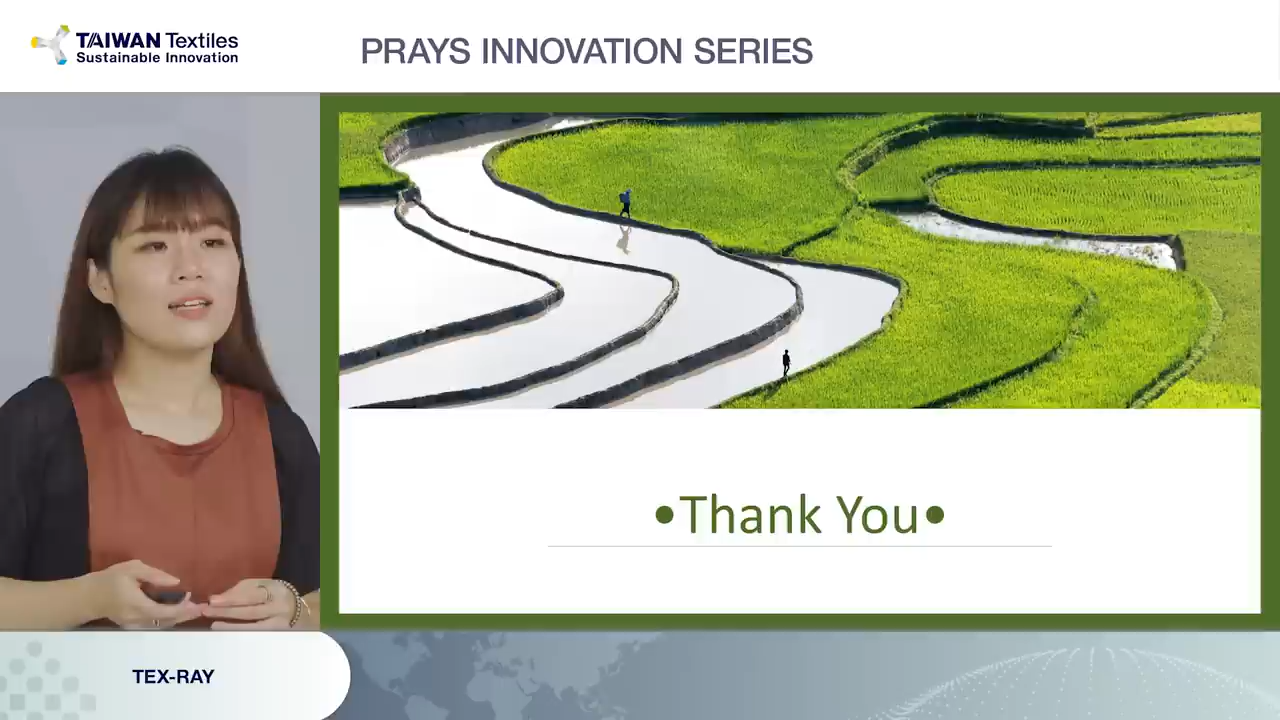 TAIWAN Textiles
Sustainable Innovation
PRAYS INNOVATION SERIES
•Thank You•
TEX-RAY